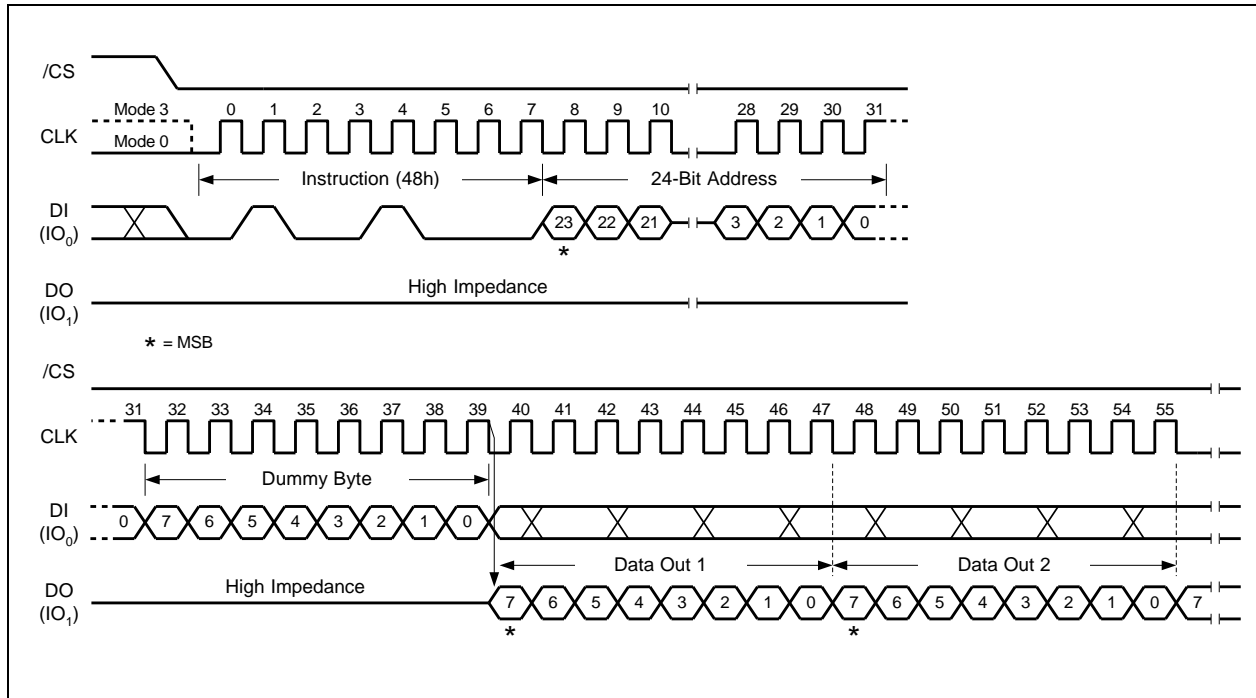 /CS
Mode 3 0 1 2 3 4 5 6 7 8 9 10 28 29 30 31
CLK Mode 0
Instruction (48h) 24-Bit Address
DI
(IO0) 23 22 21 3 2 1 0
*
DO High Impedance
(IO1)
* = MSB
/CS
31 32 33 34 35 36 37 38 39 40 41 42 43 44 45 46 47 48 49 50 51 52 53 54 55
CLK
Dummy Byte
DI
(IO0) 0 7 6 5 4 3 2 1 0
Data Out 1 Data Out 2
DO High Impedance
(IO1) 7 6 5 4 3 2 1 0 7 6 5 4 3 2 1 0 7
* *